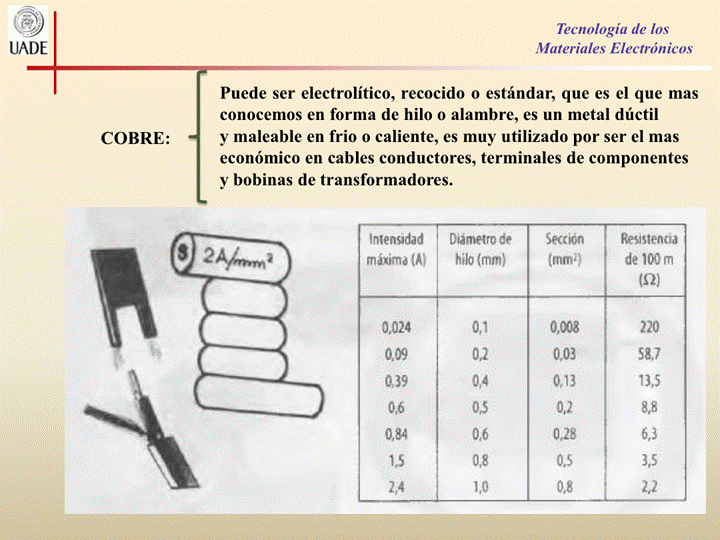 UADE
Tecnología de los
Materiales Electrónicos
COBRE:
Puede ser electrolítico, recocido o estándar, que es el que mas
conocemos en forma de hilo o alambre, es un metal dúctil
y maleable en frio o caliente, es muy utilizado por ser el mas
económico en cables conductores, terminales de componentes
y bobinas de transformadores.
S 2A/mm²
Intensidad máxima (A) Diámetro de hilo (mm) Sección (mm²) Resistencia de 100 m (Ω)
0,024 0,1 0,008 220
0,09 0,2 0,03 58,7
0,39 0,4 0,13 13,5
0,6 0,5 0,2 8,8
0,84 0,6 0,28 6,3
1,5 0,8 0,5 3,5
2,4 1,0 0,8 2,2